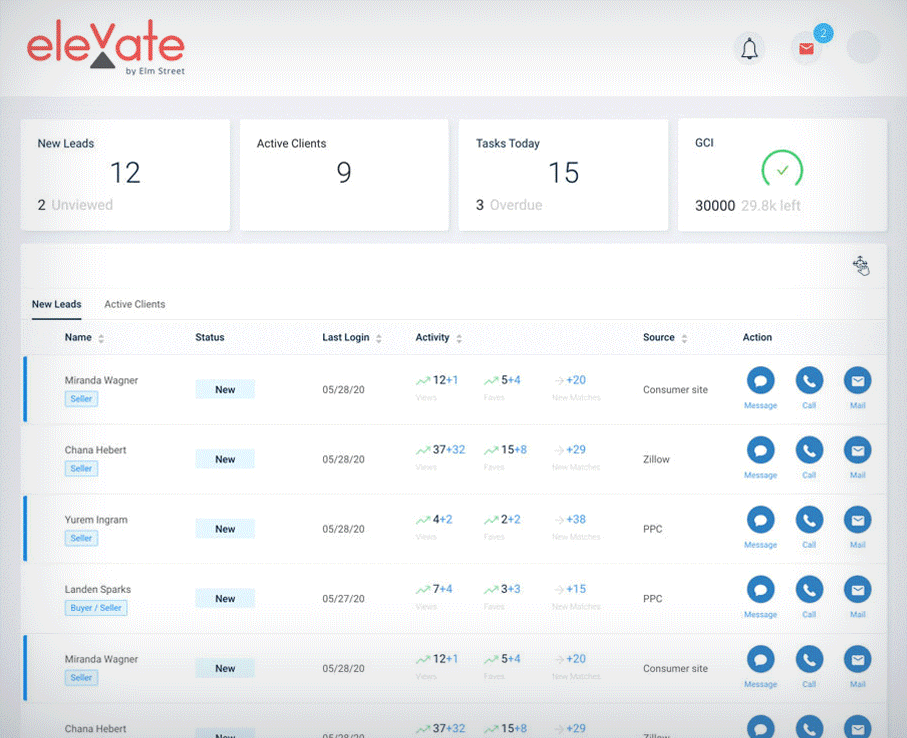 elevate
by Elm Street
2
New Leads
12
2 Unviewed
Active Clients
9
Tasks Today
15
3 Overdue
GCI
30000 29.8k left
New Leads Active Clients
Name Status Last Login Activity Source Action
Miranda Wagner
Seller
New
05/28/20
12+1 5+4 +20
Views Faves New Matches
Consumer site
Message Call Mail
Chana Hebert
Seller
New
05/28/20
37+32 15+8 +29
Views Faves New Matches
Zillow
Message Call Mail
Yurem Ingram
Seller
New
05/28/20
4+2 2+2 +38
Views Faves New Matches
PPC
Message Call Mail
Landen Sparks
Buyer / Seller
New
05/27/20
7+4 3+3 +15
Views Faves New Matches
PPC
Message Call Mail
Miranda Wagner
Seller
New
05/28/20
12+1 5+4 +20
Views Faves New Matches
Consumer site
Message Call Mail
Chana Hebert
New
05/28/20
37+32 15+8 +29
Zillow